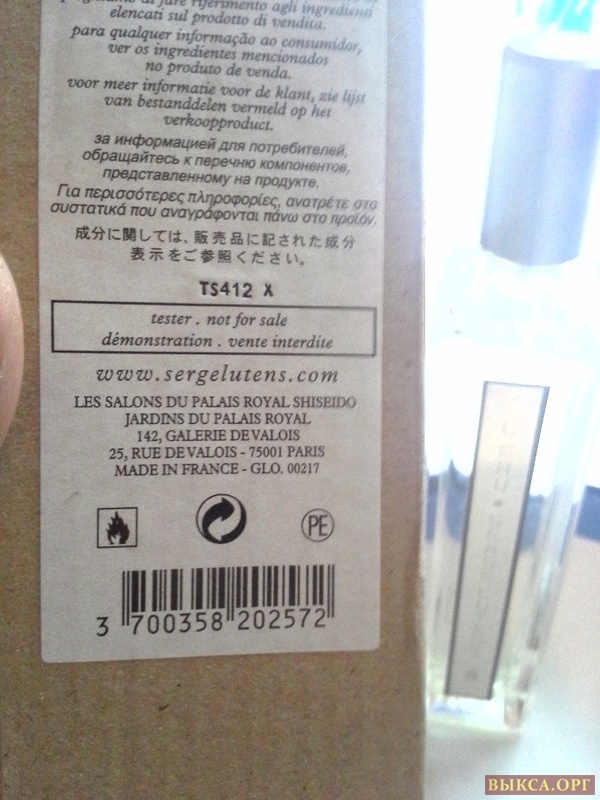 di fare riferimento agli ingredienti
elencati sul prodotto di vendita.
para qualquer informação ao consumidor,
ver os ingredientes mencionados
no produto de venda.
voor meer informatie voor de klant, zie lijst
van bestanddelen vermeld op het
verkoopproduct.
за информацией для потребителей,
обращайтесь к перечню компонентов,
представленному на продукте.
Για περισσότερες πληροφορίες, ανατρέτε στα
συστατικά που αναγράφονται πάνω στο προϊόν.
成分に関しては、販売品に記された成分
表示をご参照ください。
TS412 X
tester . not for sale
démonstration . vente interdite
www.sergelutens.com
LES SALONS DU PALAIS ROYAL SHISEIDO
JARDINS DU PALAIS ROYAL
142, GALERIE DE VALOIS
25, RUE DE VALOIS - 75001 PARIS
MADE IN FRANCE - GLO. 00217
PE
3 700358 202572
ВЫКСА.ОРГ